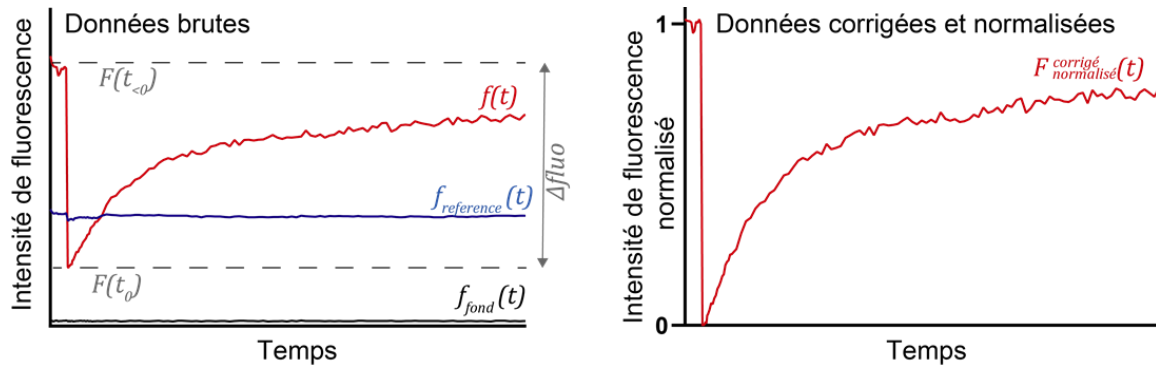 Données brutes
Intensité de fluorescence
F(t<0)
f(t)
freference(t)
Δfluo
F(t0)
ffond(t)
Temps
Données corrigées et normalisées
Intensité de fluorescence
normalisé
1
F corrigé normalisé(t)
0
Temps